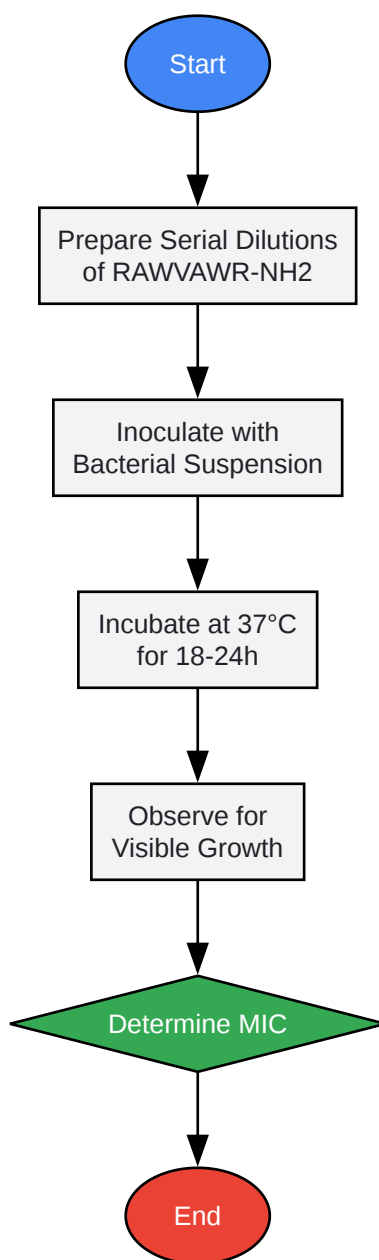 Start
Prepare Serial Dilutions
of RAWVAWR-NH2
Inoculate with
Bacterial Suspension
Incubate at 37°C
for 18-24h
Observe for
Visible Growth
Determine MIC
End